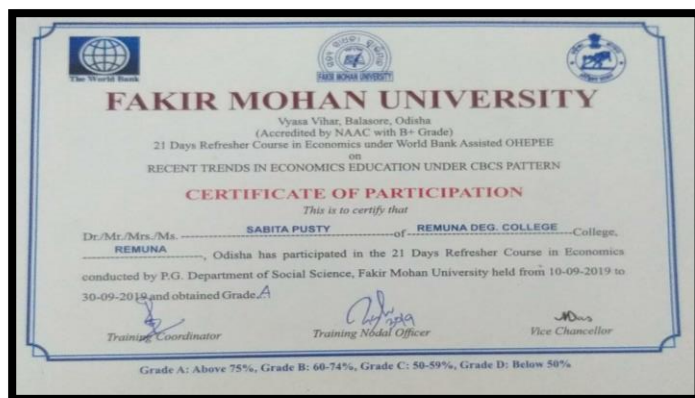 The World Bank
FAKIR MOHAN UNIVERSITY
FAKIR MOHAN UNIVERSITY
Vyasa Vihar, Balasore, Odisha
(Accredited by NAAC with B+ Grade)
21 Days Refresher Course in Economics under World Bank Assisted OHEPEE
on
RECENT TRENDS IN ECONOMICS EDUCATION UNDER CBCS PATTERN
CERTIFICATE OF PARTICIPATION
This is to certify that
Dr./Mr./Mrs./Ms. SABITA PUSTY of REMUNA DEG. COLLEGE College,
REMUNA, Odisha has participated in the 21 Days Refresher Course in Economics
conducted by P.G. Department of Social Science, Fakir Mohan University held from 10-09-2019 to
30-09-2019 and obtained Grade. A
Training Coordinator Training Nodal Officer Vice Chancellor
Grade A: Above 75%, Grade B: 60-74%, Grade C: 50-59%, Grade D: Below 50%